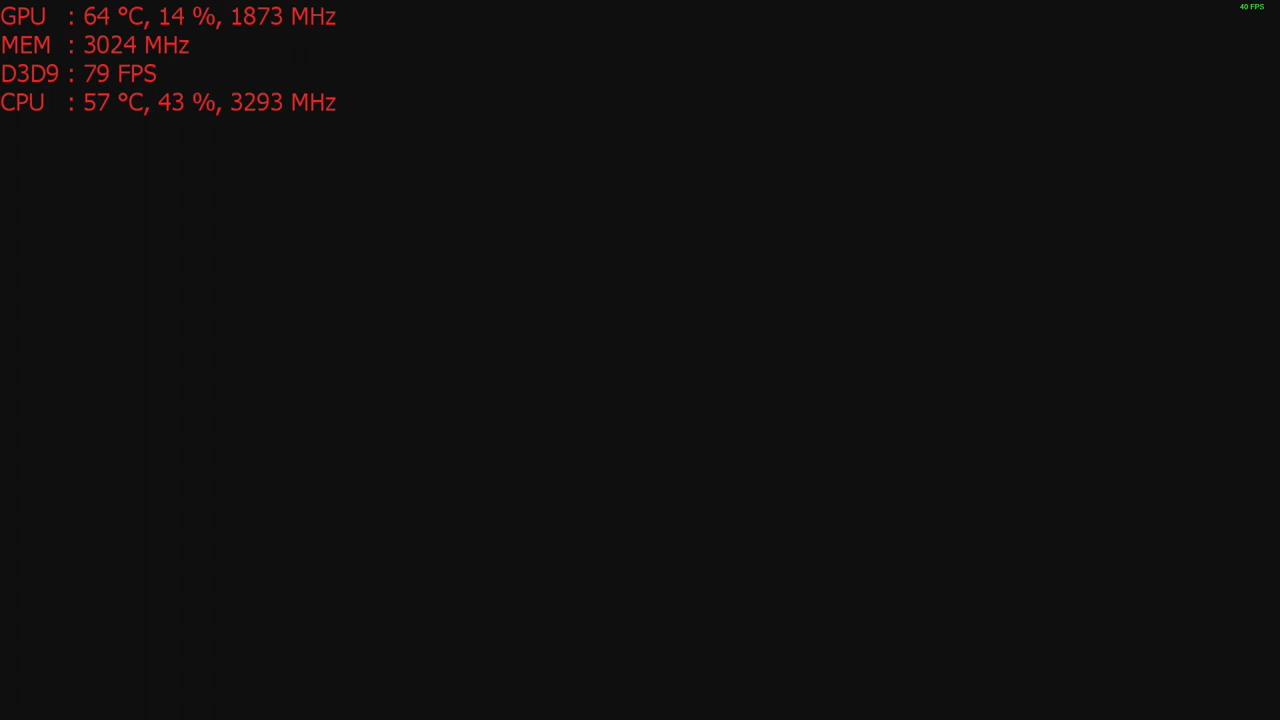 GPU : 64 °C, 14 %, 1873 MHz
MEM : 3024 MHz
D3D9 : 79 FPS
CPU : 57 °C, 43 %, 3293 MHz
40 FPS